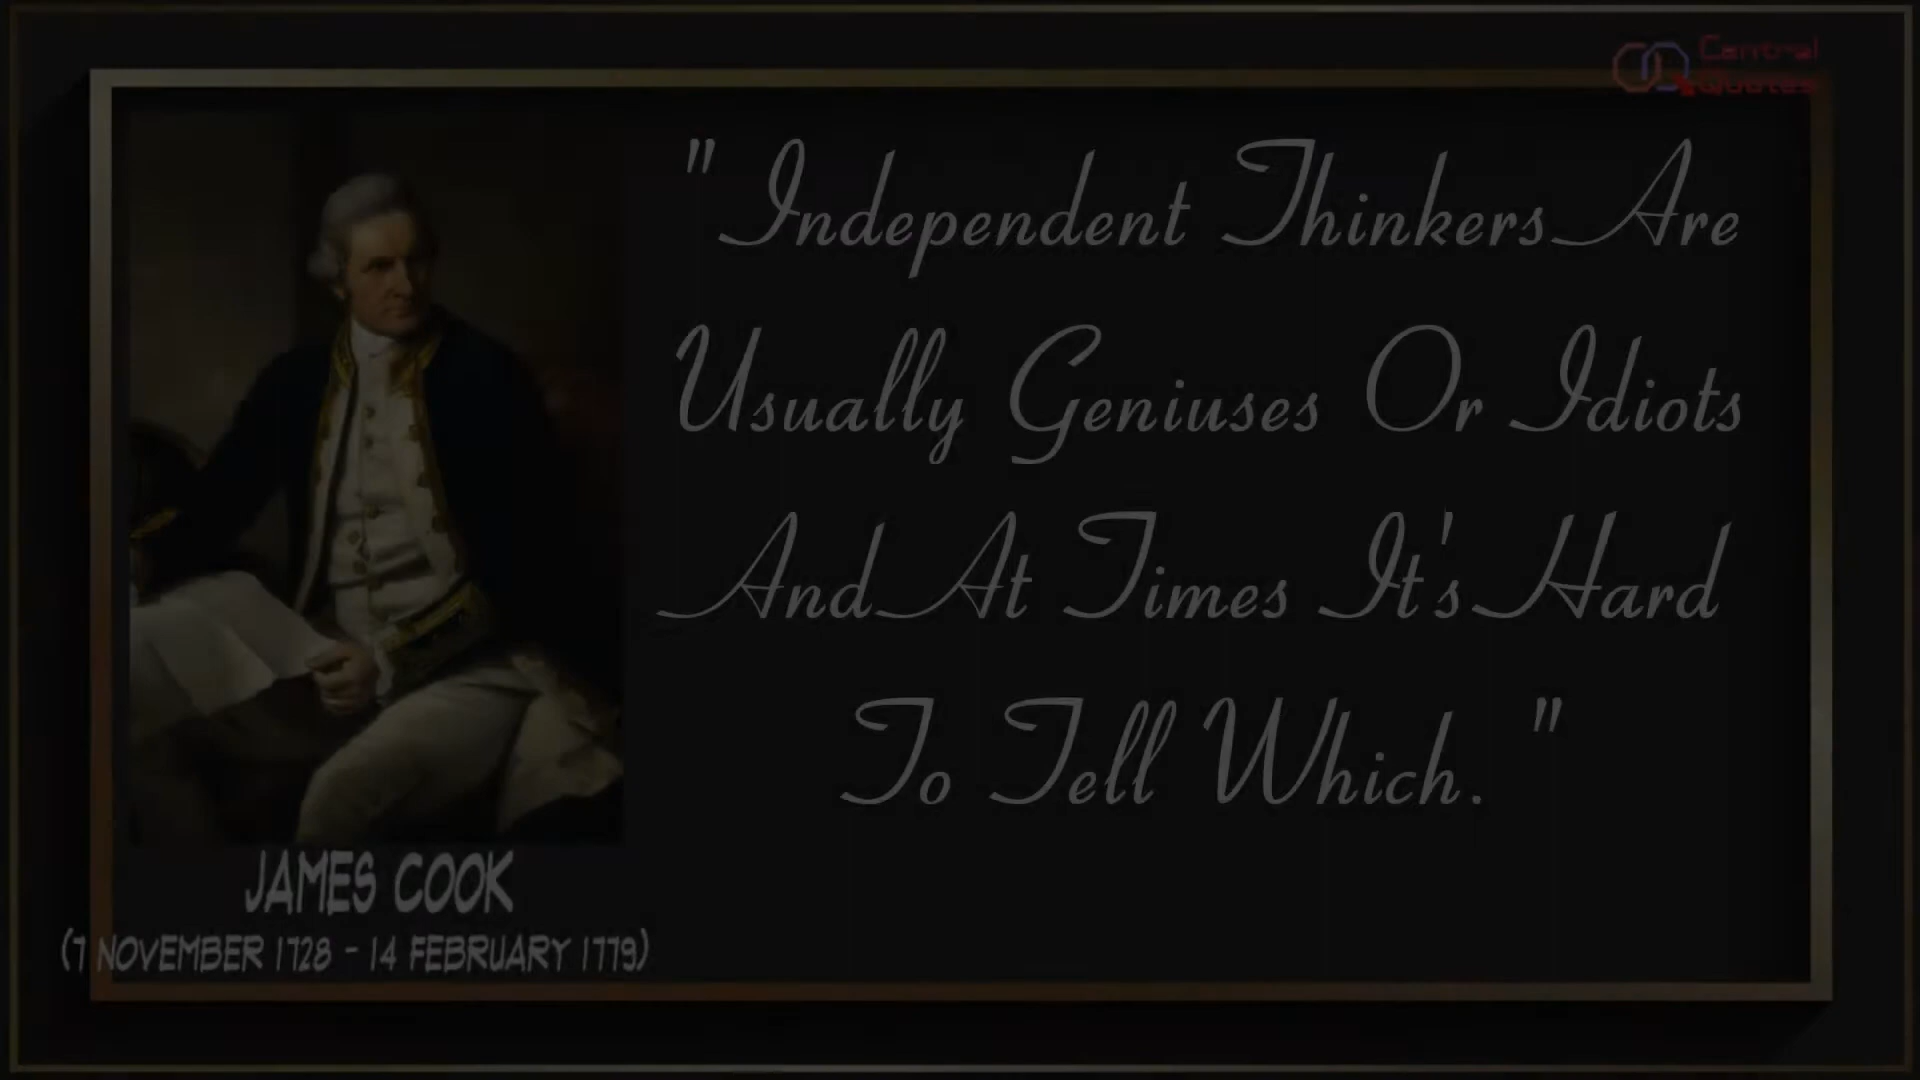 Central
Quotes
" Independent Thinkers Are
Usually Geniuses Or Idiots
And At Times It's Hard
To Tell Which. "
JAMES COOK
(7 NOVEMBER 1728 - 14 FEBRUARY 1779)